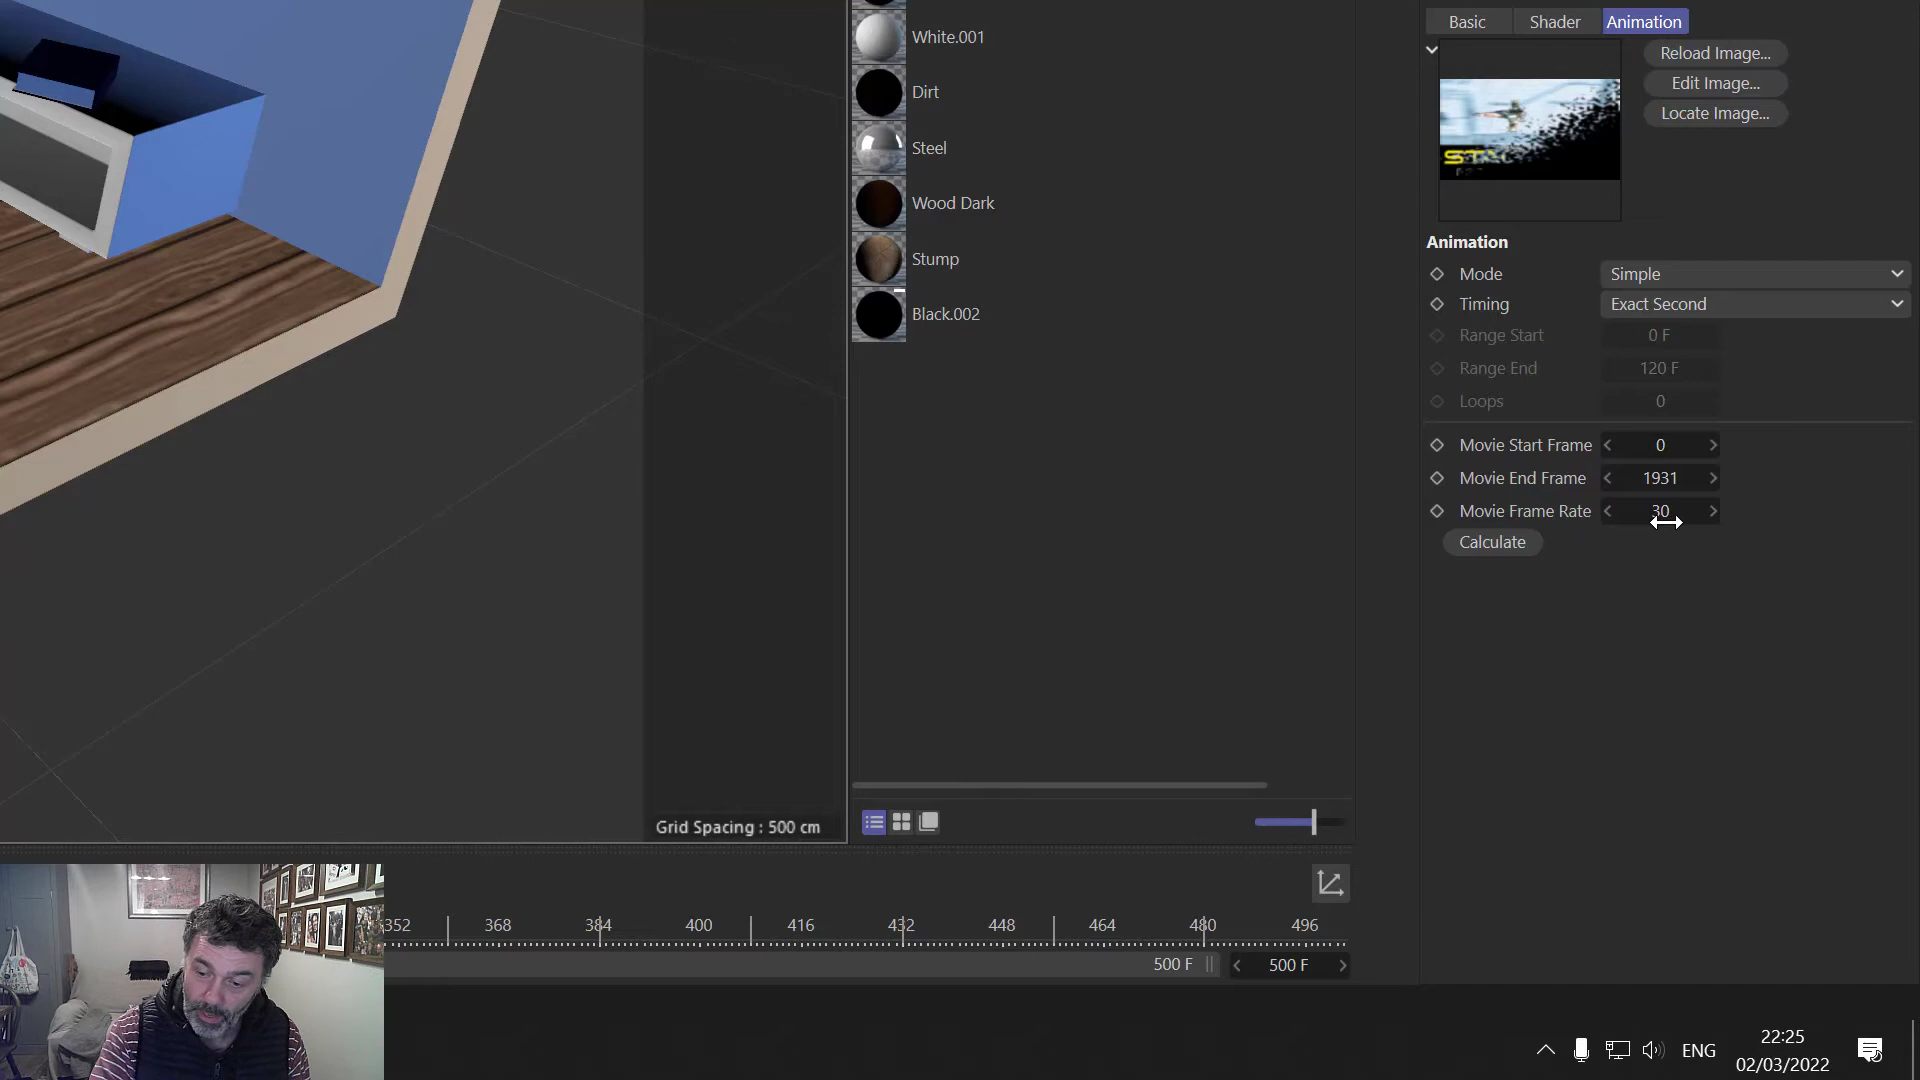 Basic Shader Animation
Reload Image...
Edit Image...
Locate Image...
White.001
Dirt
Steel
Wood Dark
Stump
Black.002
Animation
Mode Simple
Timing Exact Second
Range Start 0 F
Range End 120 F
Loops 0
Movie Start Frame 0
Movie End Frame 1931
Movie Frame Rate 30
Calculate
Grid Spacing : 500 cm
352 368 384 400 416 432 448 464 480 496
500 F 500 F
ENG
22:25
02/03/2022